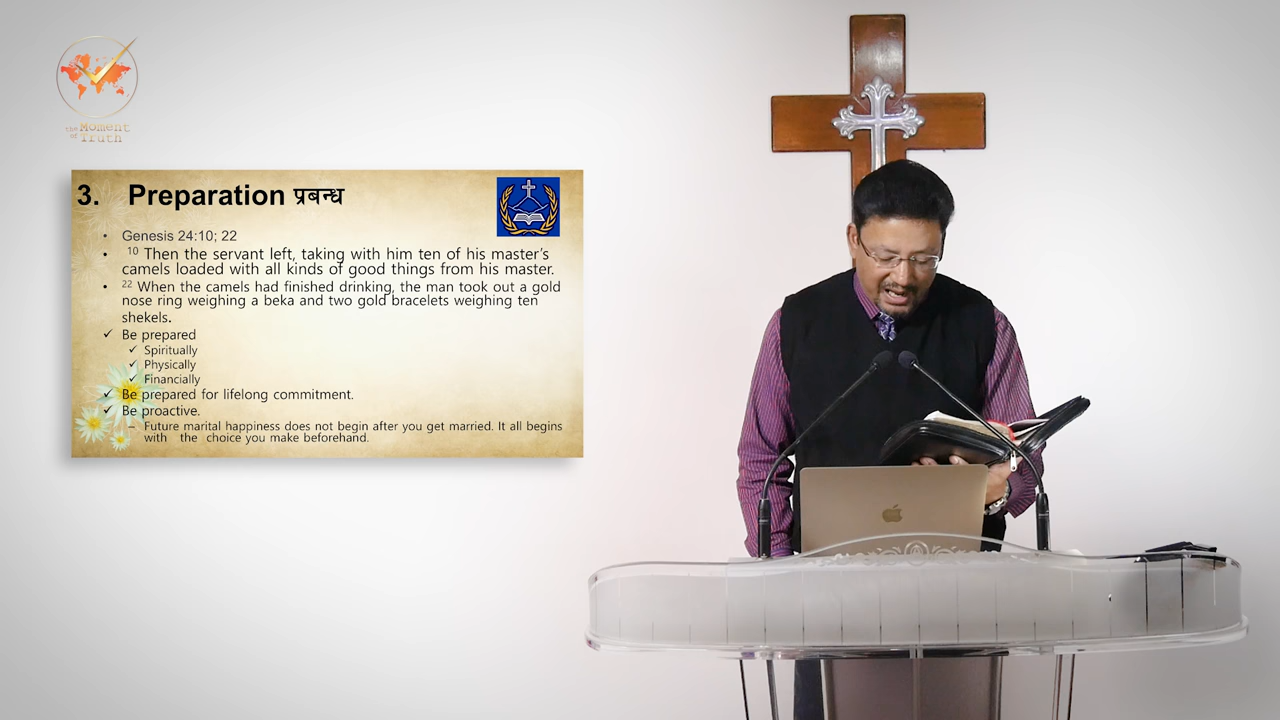 the Moment
of Truth
3. Preparation प्रबन्ध
• Genesis 24:10; 22
• 10 Then the servant left, taking with him ten of his master's
camels loaded with all kinds of good things from his master.
• 22 When the camels had finished drinking, the man took out a gold
nose ring weighing a beka and two gold bracelets weighing ten
shekels.
✓ Be prepared
✓ Spiritually
✓ Physically
✓ Financially
✓ Be prepared for lifelong commitment.
✓ Be proactive.
– Future marital happiness does not begin after you get married. It all begins
with the choice you make beforehand.